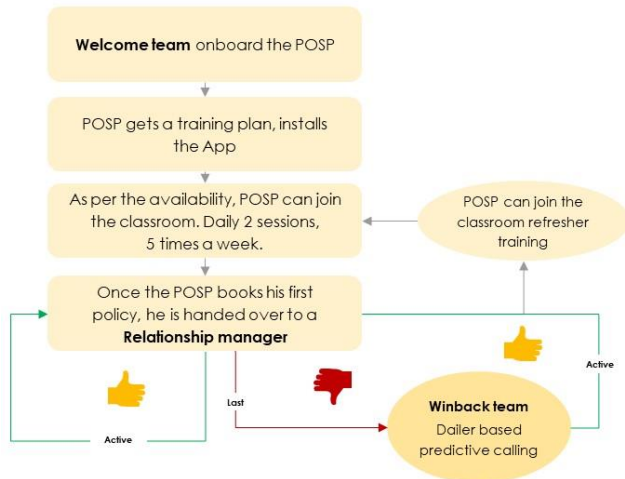 Welcome team onboard the POSP
POSP gets a training plan, installs
the App
As per the availability, POSP can join
the classroom. Daily 2 sessions,
5 times a week.
POSP can join the
classroom refresher
training
Once the POSP books his first
policy, he is handed over to a
Relationship manager
Active
Last
Active
Winback team
Dailer based
predictive calling